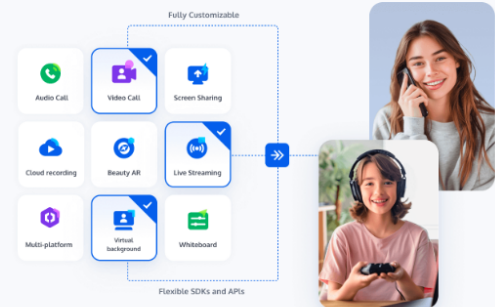 Fully Customizable
Audio Call
Video Call
Screen Sharing
Cloud recording
Beauty AR
Live Streaming
Multi-platform
Virtual
background
Whiteboard
Flexible SDKs and APIs